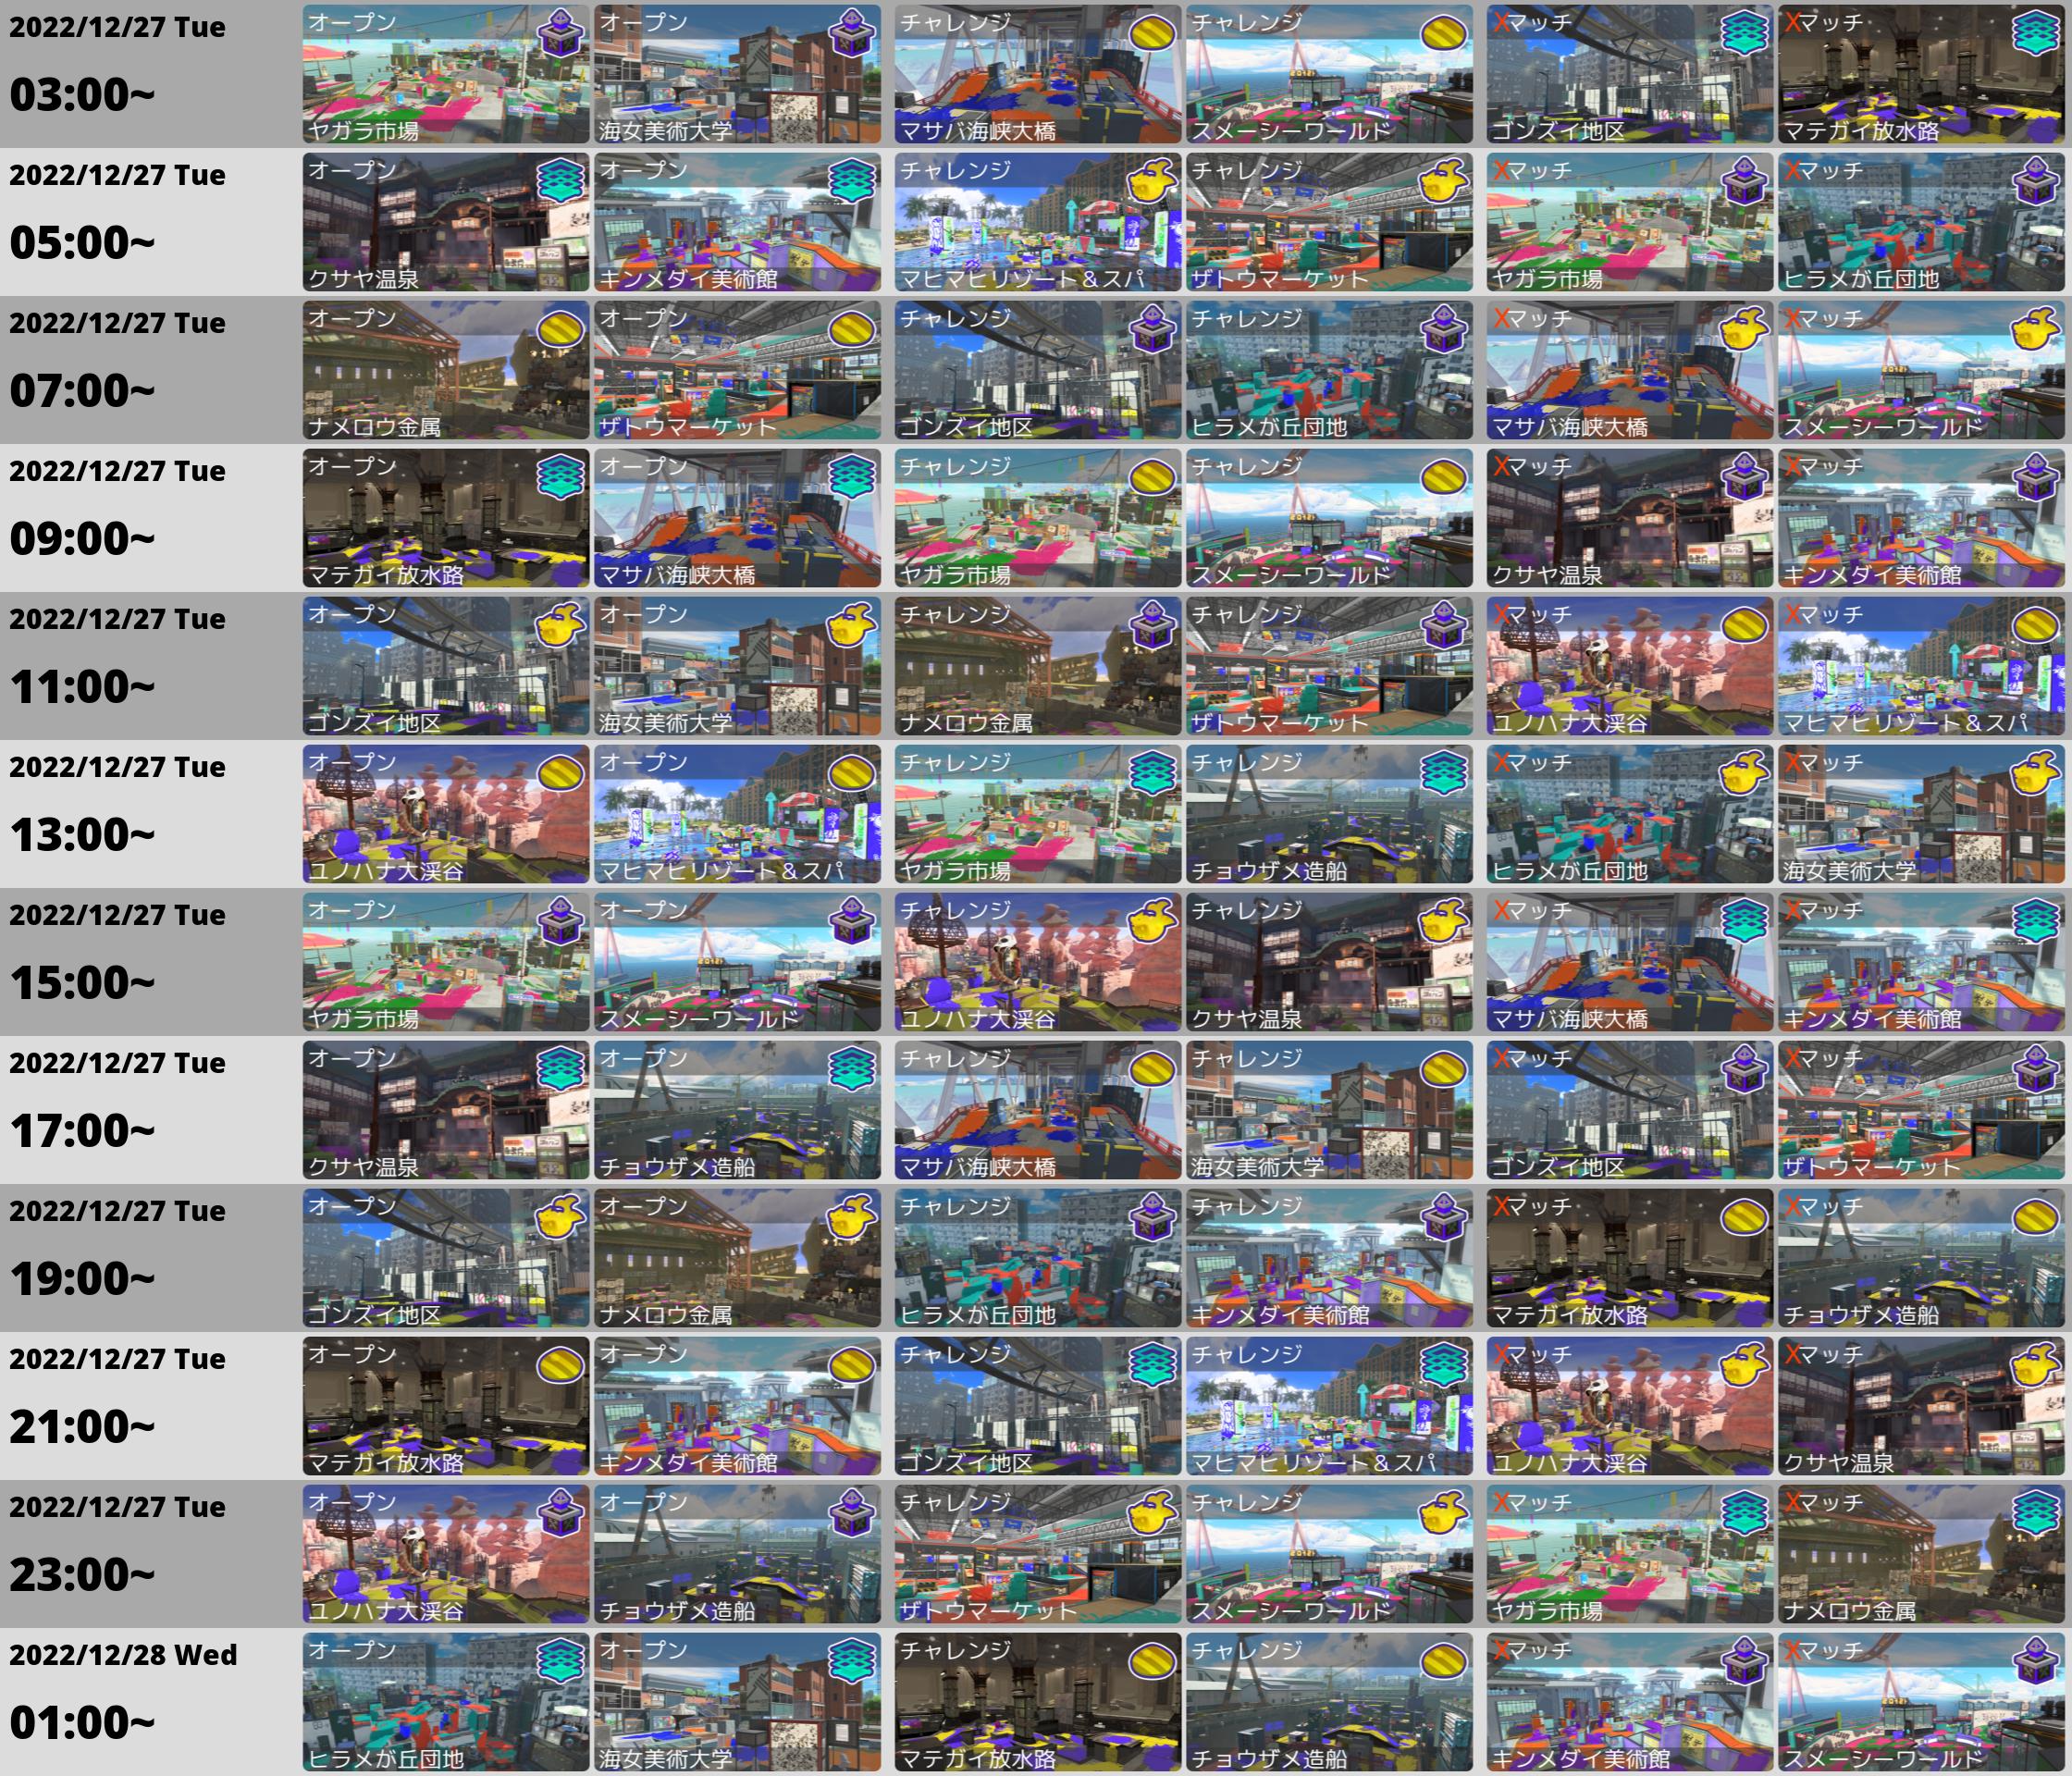 2022/12/27 Tue
03:00~
オープン オープン チャレンジ チャレンジ Xマッチ Xマッチ
ヤガラ市場 海女美術大学 マサバ海峡大橋 スメーシーワールド ゴンズイ地区 マテガイ放水路
2022/12/27 Tue
05:00~
オープン オープン チャレンジ チャレンジ Xマッチ Xマッチ
クサヤ温泉 キンメダイ美術館 マヒマヒリゾート＆スパ ザトウマーケット ヤガラ市場 ヒラメが丘団地
2022/12/27 Tue
07:00~
オープン オープン チャレンジ チャレンジ Xマッチ Xマッチ
ナメロウ金属 ザトウマーケット ゴンズイ地区 ヒラメが丘団地 マサバ海峡大橋 スメーシーワールド
2022/12/27 Tue
09:00~
オープン オープン チャレンジ チャレンジ Xマッチ Xマッチ
マテガイ放水路 マサバ海峡大橋 ヤガラ市場 スメーシーワールド クサヤ温泉 キンメダイ美術館
2022/12/27 Tue
11:00~
オープン オープン チャレンジ チャレンジ Xマッチ Xマッチ
ゴンズイ地区 海女美術大学 ナメロウ金属 ザトウマーケット ユノハナ大渓谷 マヒマヒリゾート＆スパ
2022/12/27 Tue
13:00~
オープン オープン チャレンジ チャレンジ Xマッチ Xマッチ
ユノハナ大渓谷 マヒマヒリゾート＆スパ ヤガラ市場 チョウザメ造船 ヒラメが丘団地 海女美術大学
2022/12/27 Tue
15:00~
オープン オープン チャレンジ チャレンジ Xマッチ Xマッチ
ヤガラ市場 スメーシーワールド ユノハナ大渓谷 クサヤ温泉 マサバ海峡大橋 キンメダイ美術館
2022/12/27 Tue
17:00~
オープン オープン チャレンジ チャレンジ Xマッチ Xマッチ
クサヤ温泉 チョウザメ造船 マサバ海峡大橋 海女美術大学 ゴンズイ地区 ザトウマーケット
2022/12/27 Tue
19:00~
オープン オープン チャレンジ チャレンジ Xマッチ Xマッチ
ゴンズイ地区 ナメロウ金属 ヒラメが丘団地 キンメダイ美術館 マテガイ放水路 チョウザメ造船
2022/12/27 Tue
21:00~
オープン オープン チャレンジ チャレンジ Xマッチ Xマッチ
マテガイ放水路 キンメダイ美術館 ゴンズイ地区 マヒマヒリゾート＆スパ ユノハナ大渓谷 クサヤ温泉
2022/12/27 Tue
23:00~
オープン オープン チャレンジ チャレンジ Xマッチ Xマッチ
ユノハナ大渓谷 チョウザメ造船 ザトウマーケット スメーシーワールド ヤガラ市場 ナメロウ金属
2022/12/28 Wed
01:00~
オープン オープン チャレンジ チャレンジ Xマッチ Xマッチ
ヒラメが丘団地 海女美術大学 マテガイ放水路 チョウザメ造船 キンメダイ美術館 スメーシーワールド